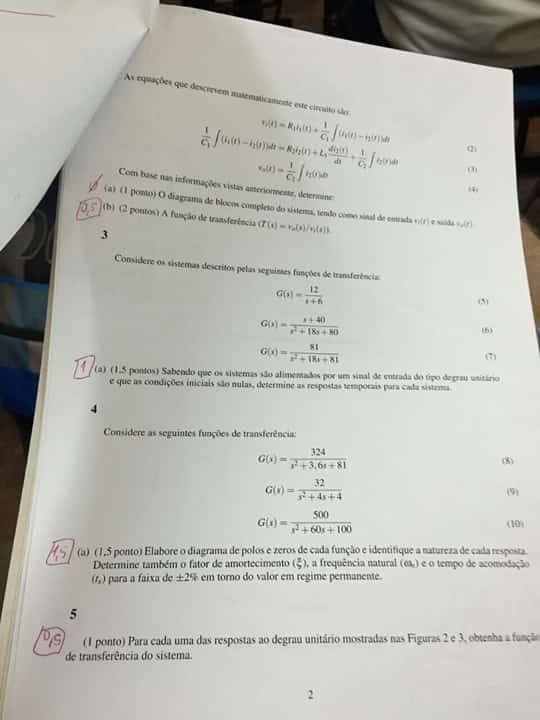 As equações que descrevem matematicamente este circuito são:
v_i(t) = R_1 i_1(t) + \frac{1}{C_1} ∫ (i_1(t) − i_2(t))dt (2)
\frac{1}{C_1} ∫ (i_1(t) − i_2(t))dt = R_2 i_2(t) + L_1 \frac{di_2(t)}{dt} + \frac{1}{C_2} ∫ i_2(t)dt (3)
v_o(t) = \frac{1}{C_2} ∫ i_2(t)dt (4)
Com base nas informações vistas anteriormente, determine:
(a) (1 ponto) O diagrama de blocos completo do sistema, tendo como sinal de entrada v_i(t) e saída v_o(t).
0,5 (b) (2 pontos) A função de transferência (T(s) = v_o(s)/v_i(s)).
3
Considere os sistemas descritos pelas seguintes funções de transferência:
G(s) = \frac{12}{s+6} (5)
G(s) = \frac{s+40}{s^2+18s+80} (6)
G(s) = \frac{81}{s^2+18s+81} (7)
1 (a) (1,5 pontos) Sabendo que os sistemas são alimentados por um sinal de entrada do tipo degrau unitário
e que as condições iniciais são nulas, determine as respostas temporais para cada sistema.
4
Considere as seguintes funções de transferência:
G(s) = \frac{324}{s^2+3,6s+81} (8)
G(s) = \frac{32}{s^2+4s+4} (9)
G(s) = \frac{500}{s^2+60s+100} (10)
1,5 (a) (1,5 ponto) Elabore o diagrama de polos e zeros de cada função e identifique a natureza de cada resposta.
Determine também o fator de amortecimento (ξ), a frequência natural (ω_n) e o tempo de acomodação
(t_s) para a faixa de ±2% em torno do valor em regime permanente.
5
0,5 (1 ponto) Para cada uma das respostas ao degrau unitário mostradas nas Figuras 2 e 3, obtenha a função
de transferência do sistema.
2